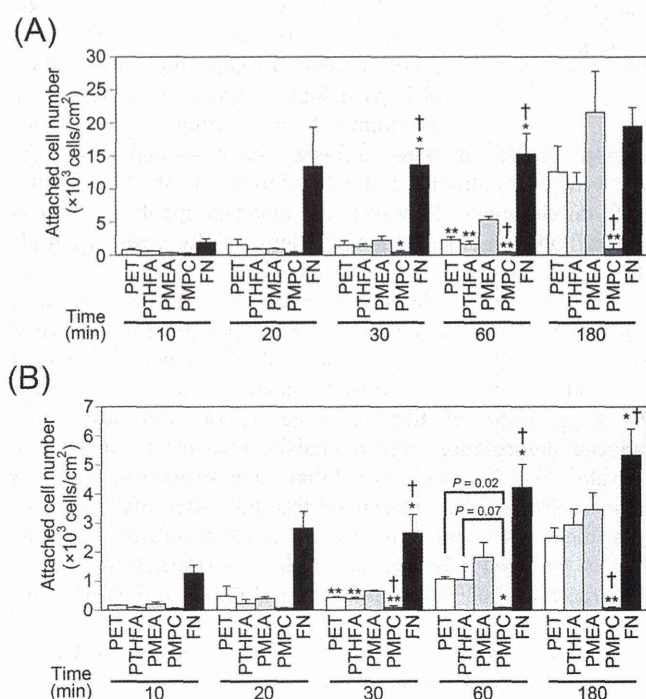 (A)
Attached cell number
(×10³ cells/cm²)
30
25
20
15
10
5
0
† * † * ** ** † ** † **
PET PTHFA PMEA PMPC FN PET PTHFA PMEA PMPC FN PET PTHFA PMEA PMPC FN PET PTHFA PMEA PMPC FN PET PTHFA PMEA PMPC FN
Time
(min)
10 20 30 60 180
(B)
Attached cell number
(×10³ cells/cm²)
7
6
5
4
3
2
1
0
P = 0.02
P = 0.07
** ** † ** † * * † * † ** *†
PET PTHFA PMEA PMPC FN PET PTHFA PMEA PMPC FN PET PTHFA PMEA PMPC FN PET PTHFA PMEA PMPC FN PET PTHFA PMEA PMPC FN
Time
(min)
10 20 30 60 180